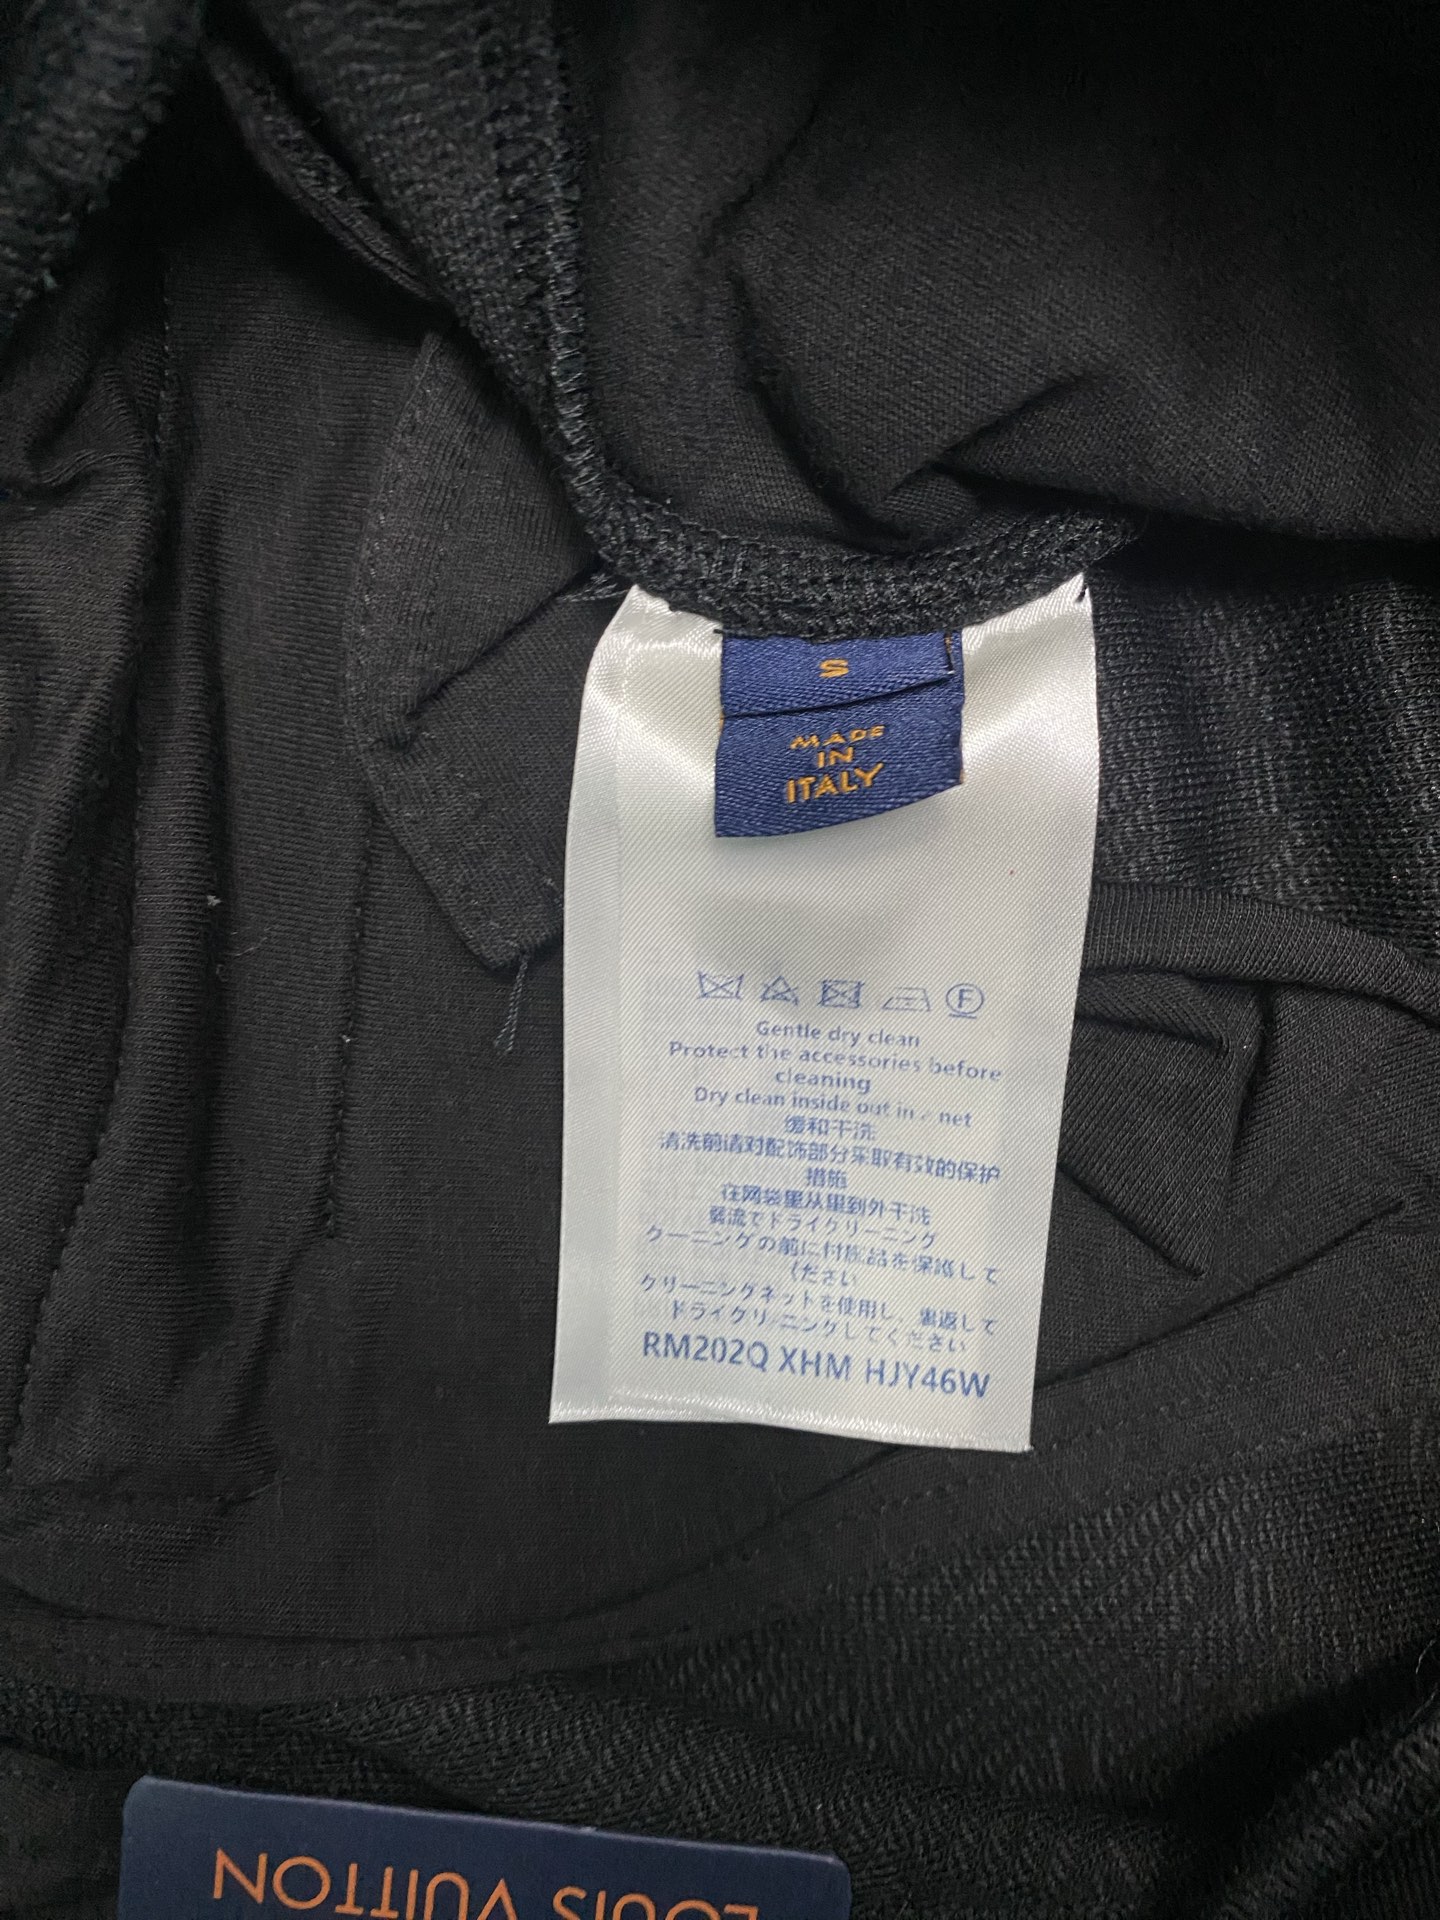 S
MADE
IN
ITALY
F
Gentle dry clean
Protect the accessories before
cleaning
Dry clean inside out in a net
缓和干洗
清洗前请对配饰部分采取有效的保护
措施
在网袋里从里到外干洗
弱流でドライクリーニング
クーニングの前に付属品を保護して
ください
クリーニングネットを使用し、裏返して
ドライクリーニングしてください
RM202Q XHM HJY46W
LOUIS VUITTON